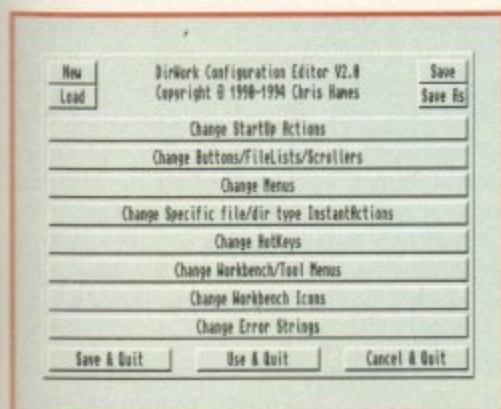 New DirWork Configuration Editor V2.0 Save
Load Copyright © 1990-1994 Chris Hames Save As
Change StartUp Actions
Change Buttons/FileLists/Scrollers
Change Menus
Change Specific file/dir type InstantActions
Change HotKeys
Change Workbench/Tool Menus
Change Workbench Icons
Change Error Strings
Save & Quit Use & Quit Cancel & Quit